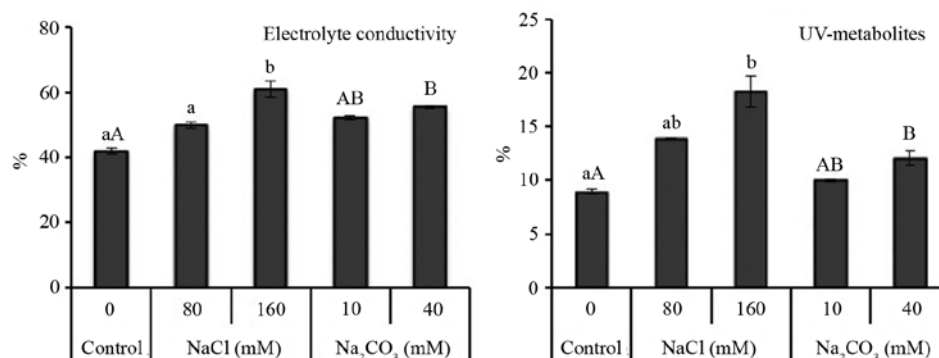 Electrolyte conductivity
80
60
40
20
0
%
aA
a
b
AB
B
0
80
160
10
40
Control
NaCl (mM)
Na₂CO₃ (mM)
UV-metabolites
25
20
15
10
5
0
%
aA
ab
b
AB
B
0
80
160
10
40
Control
NaCl (mM)
Na₂CO₃ (mM)